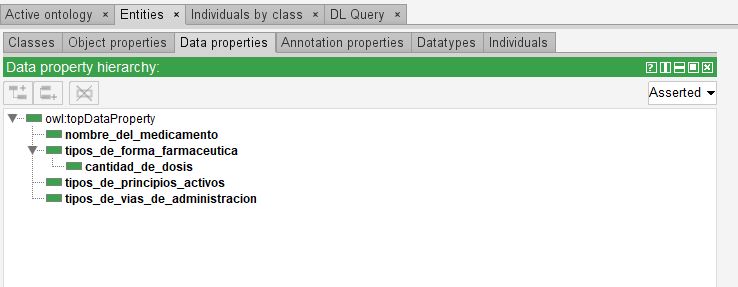 Active ontology × Entities × Individuals by class × DL Query ×
Classes Object properties Data properties Annotation properties Datatypes Individuals
Data property hierarchy:
Asserted
owl:topDataProperty
nombre_del_medicamento
tipos_de_forma_farmaceutica
cantidad_de_dosis
tipos_de_principios_activos
tipos_de_vias_de_administracion